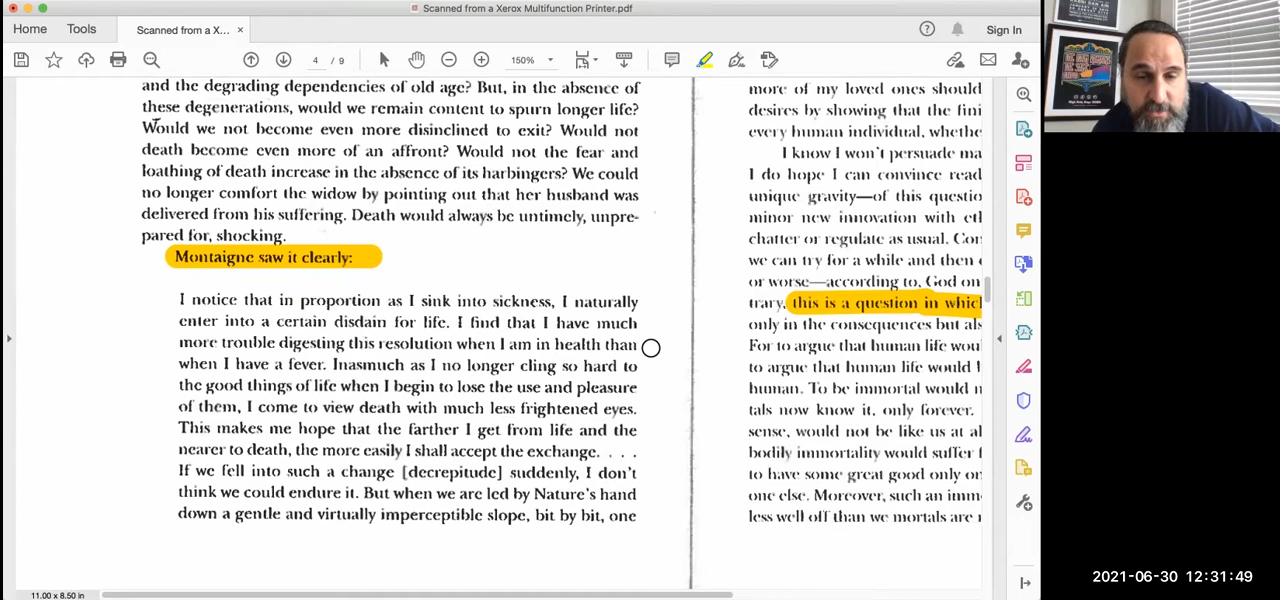 Scanned from a Xerox Multifunction Printer.pdf
Home
Tools
Scanned from a X...
×
Sign In
4 / 9
150%
and the degrading dependencies of old age? But, in the absence of
these degenerations, would we remain content to spurn longer life?
Would we not become even more disinclined to exit? Would not
death become even more of an affront? Would not the fear and
loathing of death increase in the absence of its harbingers? We could
no longer comfort the widow by pointing out that her husband was
delivered from his suffering. Death would always be untimely, unpre-
pared for, shocking.
Montaigne saw it clearly:
I notice that in proportion as I sink into sickness, I naturally
enter into a certain disdain for life. I find that I have much
more trouble digesting this resolution when I am in health than
when I have a fever. Inasmuch as I no longer cling so hard to
the good things of life when I begin to lose the use and pleasure
of them, I come to view death with much less frightened eyes.
This makes me hope that the farther I get from life and the
nearer to death, the more easily I shall accept the exchange. . . .
If we fell into such a change [decrepitude] suddenly, I don't
think we could endure it. But when we are led by Nature's hand
down a gentle and virtually imperceptible slope, bit by bit, one
more of my loved ones should
desires by showing that the fini
every human individual, whethe
I know I won't persuade ma
I do hope I can convince read
unique gravity—of this questio
minor new innovation with etl
chatter or regulate as usual. Con
we can try for a while and then
or worse—according to, God on
trary, this is a question in whicl
only in the consequences but als
For to argue that human life wou
to argue that human life would
human. To be immortal would n
tals now know it, only forever.
sense, would not be like us at al
bodily immortality would suffer
to have some great good only on
one else. Moreover, such an imm
less well off than we mortals are
11.00 x 8.50 in
2021-06-30 12:31:49